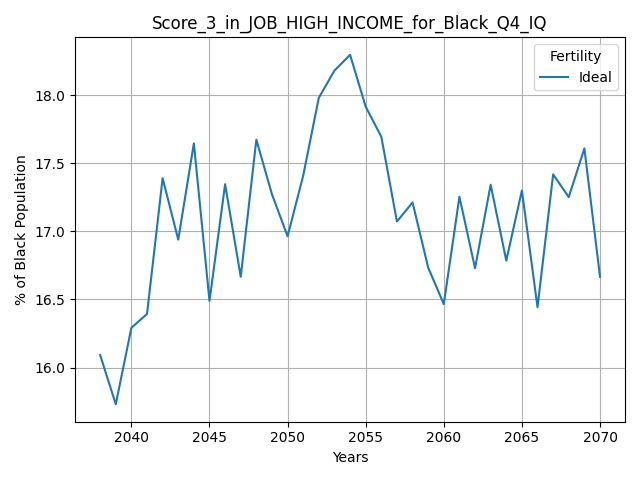 Score_3_in_JOB_HIGH_INCOME_for_Black_Q4_IQ
Fertility
Ideal
% of Black Population
18.0
17.5
17.0
16.5
16.0
2040 2045 2050 2055 2060 2065 2070
Years